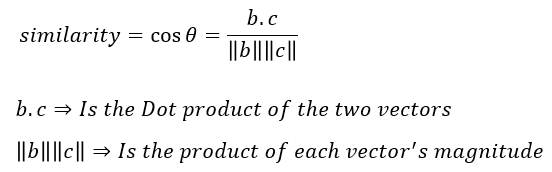 similarity = cos θ = b.c / ‖b‖‖c‖
b.c ⇒ Is the Dot product of the two vectors
‖b‖‖c‖ ⇒ Is the product of each vector's magnitude